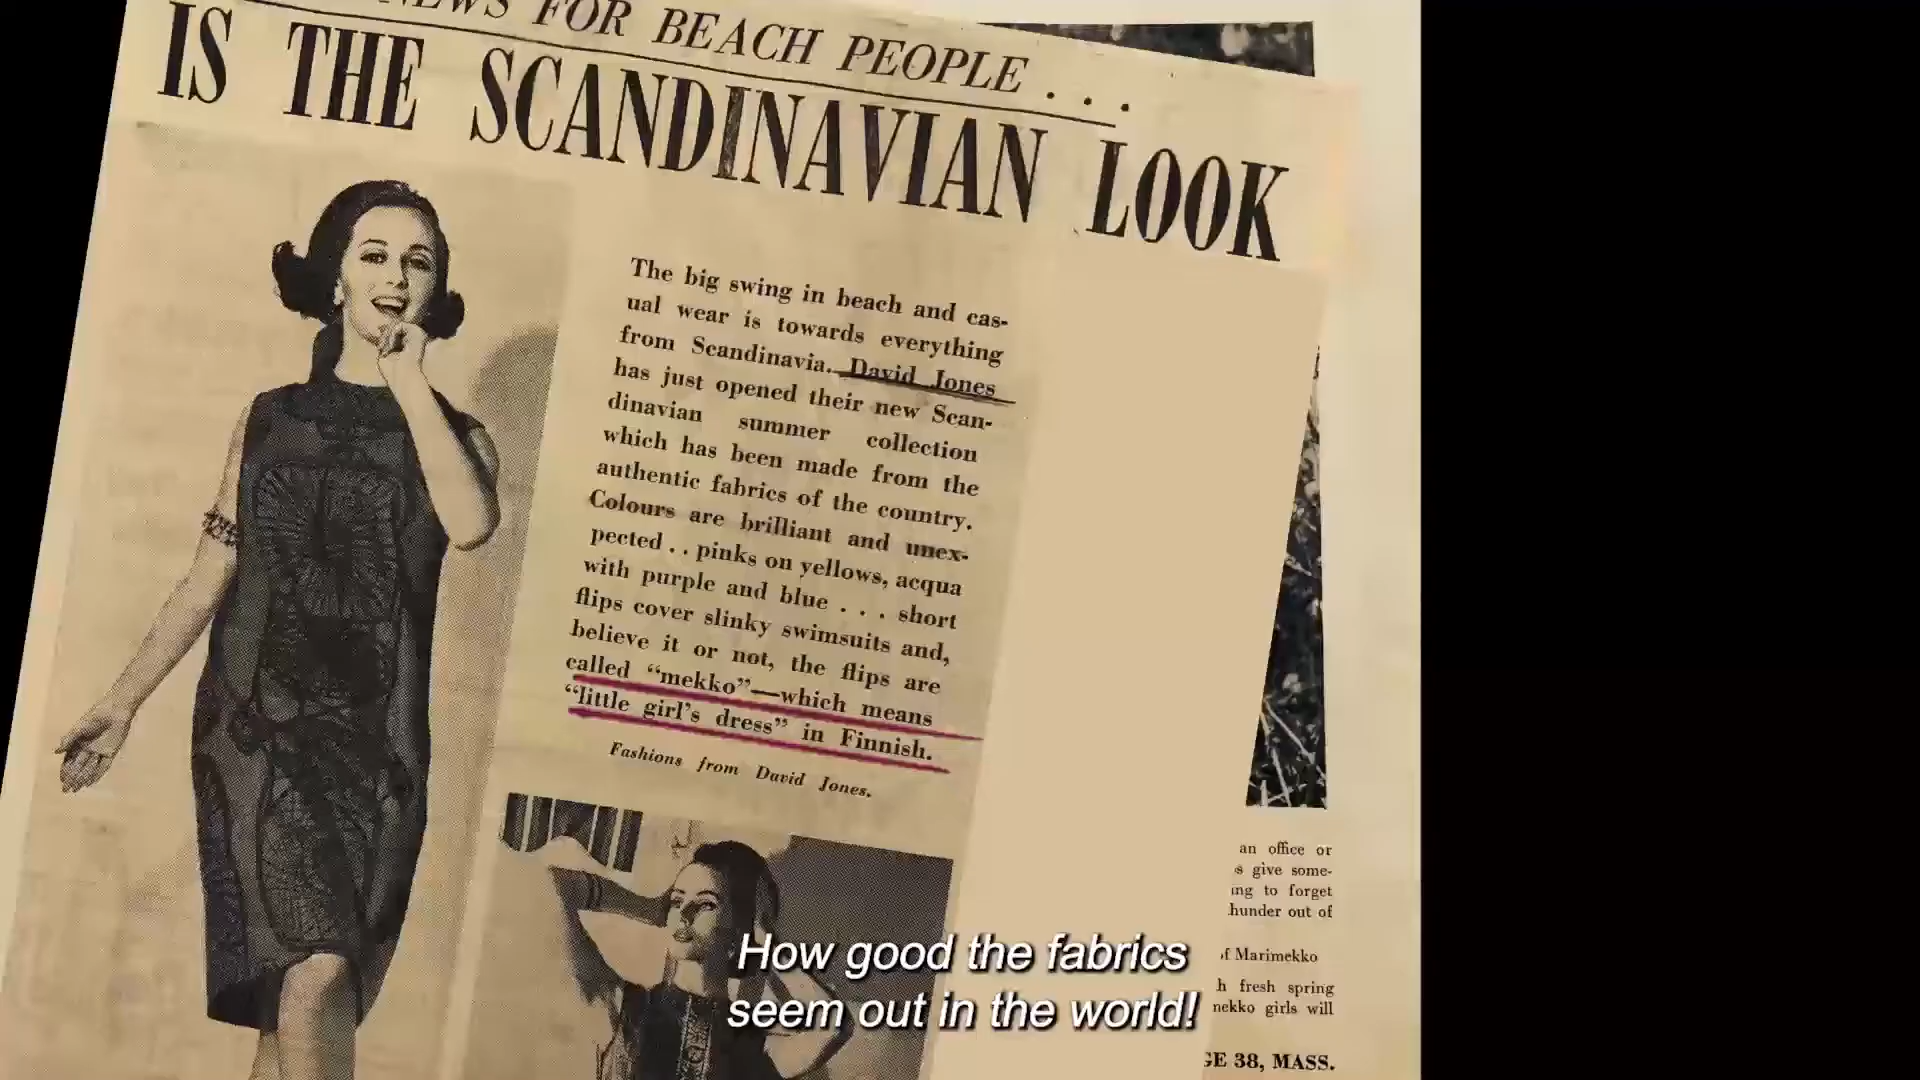 NEWS FOR BEACH PEOPLE . . .
IS THE SCANDINAVIAN LOOK
The big swing in beach and cas-
ual wear is towards everything
from Scandinavia. David Jones
has just opened their new Scan-
dinavian summer collection
which has been made from the
authentic fabrics of the country.
Colours are brilliant and unex-
pected . . pinks on yellows, acqua
with purple and blue . . . short
flips cover slinky swimsuits and,
believe it or not, the flips are
called “mekko”—which means
“little girl’s dress” in Finnish.
Fashions from David Jones.
an office or
s give some-
ing to forget
hunder out of
of Marimekko
h fresh spring
mekko girls will
GE 38, MASS.
How good the fabrics
seem out in the world!